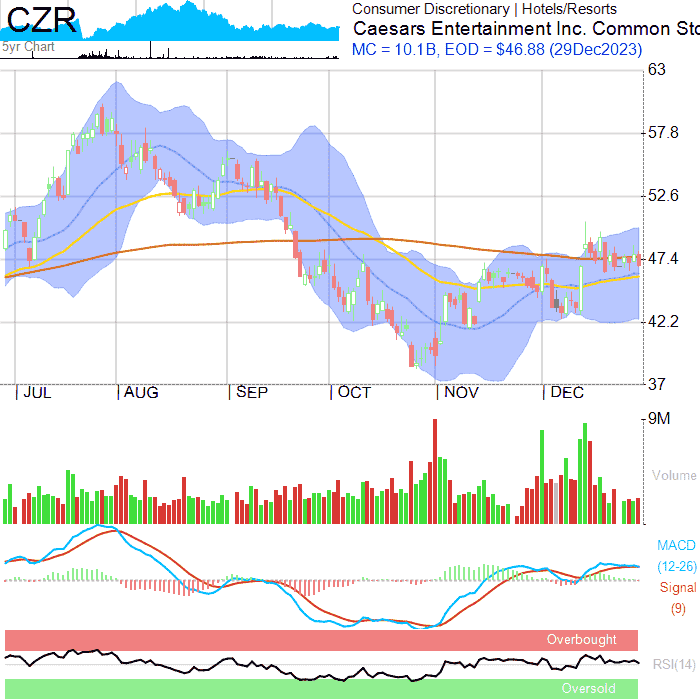 CZR
5yr Chart
Consumer Discretionary | Hotels/Resorts
Caesars Entertainment Inc. Common Sto
MC = 10.1B, EOD = $46.88 (29Dec2023)
63
57.8
52.6
47.4
42.2
37
JUL AUG SEP OCT NOV DEC
9M
Volume
MACD
(12-26)
Signal
(9)
Overbought
RSI(14)
Oversold